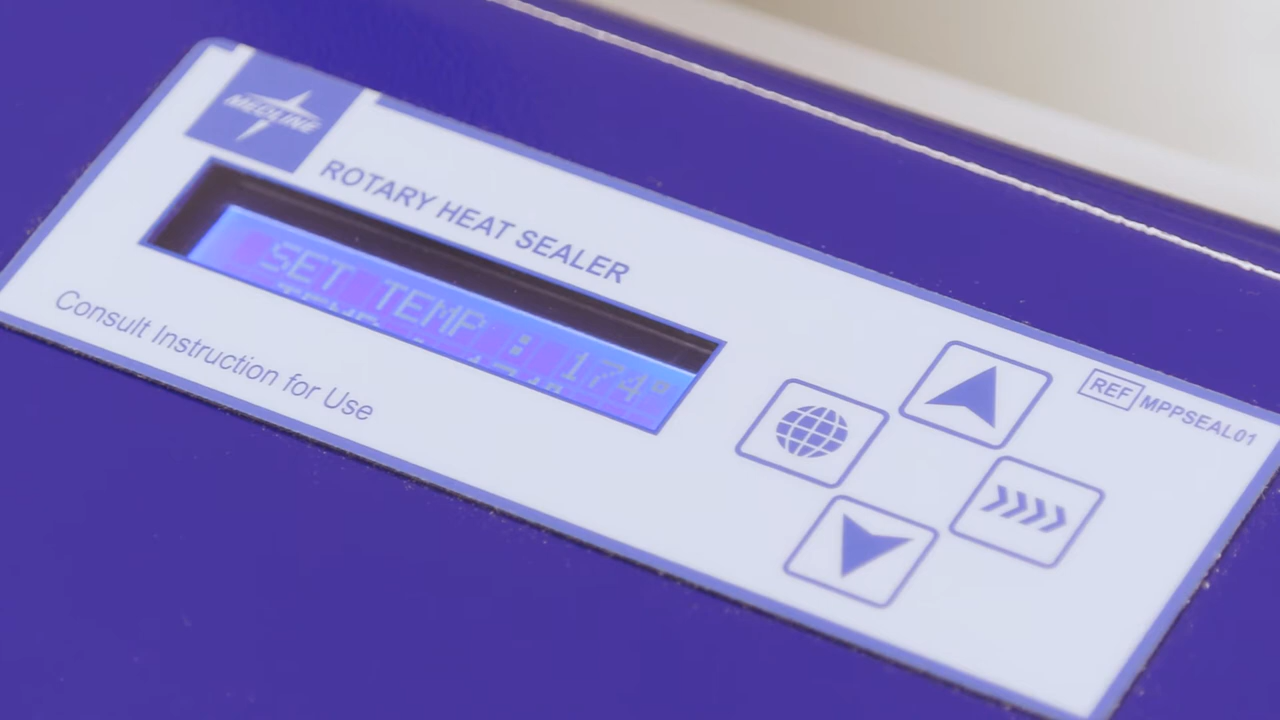 MEDLINE
ROTARY HEAT SEALER
SET TEMP : 174°
Consult Instruction for Use
REF MPPSEAL01